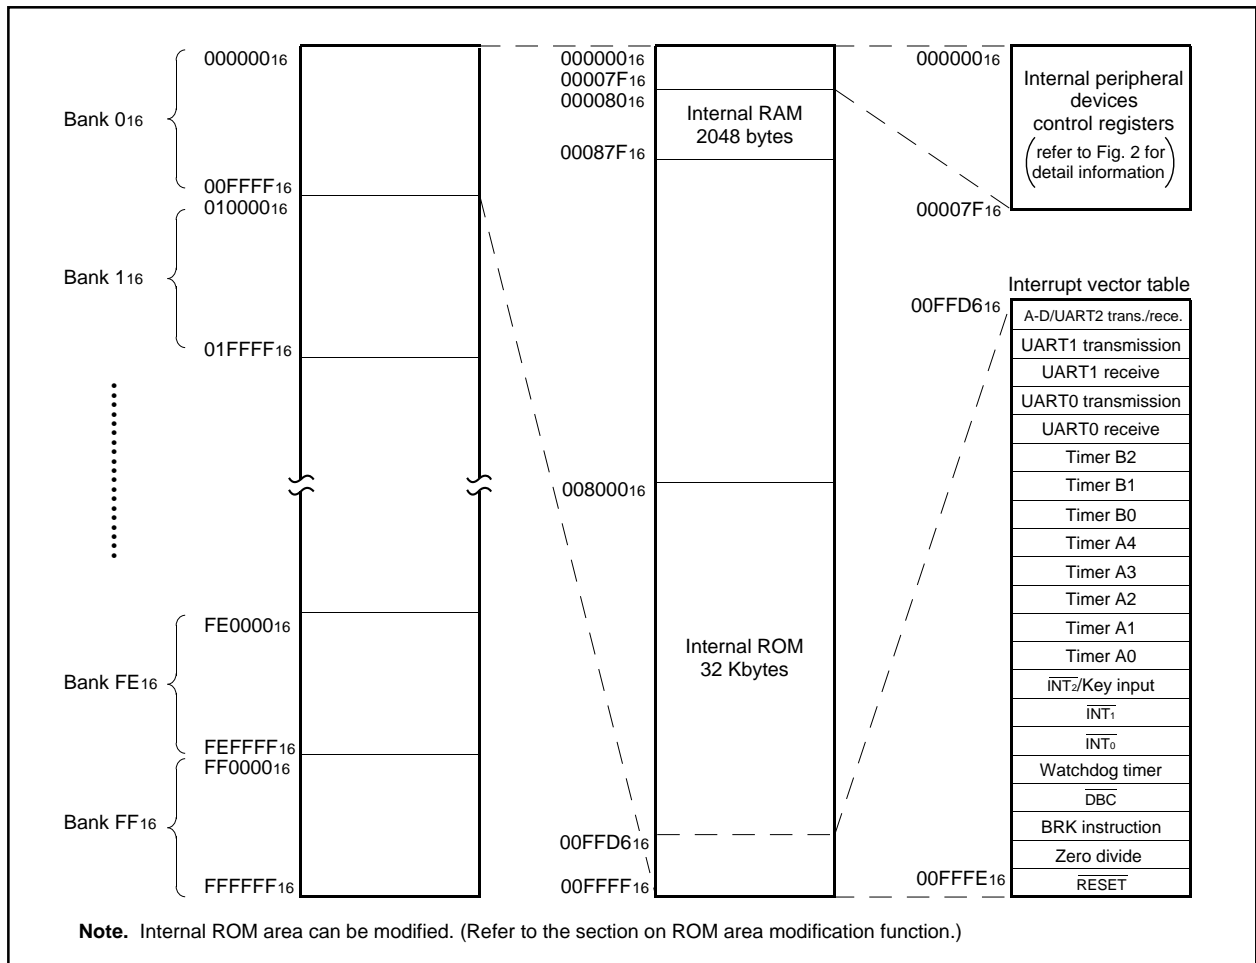 000000₁₆
Bank 0₁₆
00FFFF₁₆
010000₁₆
Bank 1₁₆
01FFFF₁₆
FE0000₁₆
Bank FE₁₆
FEFFFF₁₆
FF0000₁₆
Bank FF₁₆
FFFFFF₁₆
000000₁₆
00007F₁₆
000080₁₆
Internal RAM
2048 bytes
00087F₁₆
008000₁₆
Internal ROM
32 Kbytes
00FFD6₁₆
00FFFF₁₆
000000₁₆
Internal peripheral
devices
control registers
(refer to Fig. 2 for
detail information)
00007F₁₆
Interrupt vector table
00FFD6₁₆
A-D/UART2 trans./rece.
UART1 transmission
UART1 receive
UART0 transmission
UART0 receive
Timer B2
Timer B1
Timer B0
Timer A4
Timer A3
Timer A2
Timer A1
Timer A0
I̅N̅T̅₂/Key input
I̅N̅T̅₁
I̅N̅T̅₀
Watchdog timer
D̅B̅C̅
BRK instruction
Zero divide
00FFFE₁₆
R̅E̅S̅E̅T̅
Note. Internal ROM area can be modified. (Refer to the section on ROM area modification function.)